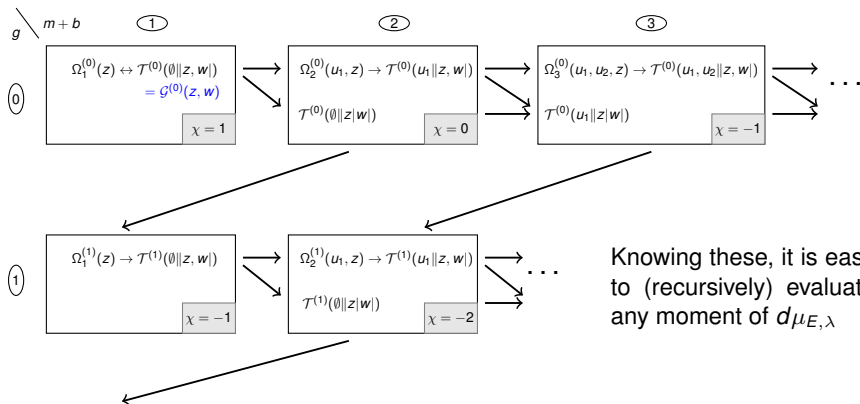 g m + b 1 2 3
0
Ω₁⁽⁰⁾(z) ↔ 𝒯⁽⁰⁾(∅‖z, w|)
= 𝒢⁽⁰⁾(z, w)
χ = 1
Ω₂⁽⁰⁾(u₁, z) → 𝒯⁽⁰⁾(u₁‖z, w|)
𝒯⁽⁰⁾(∅‖z|w|)
χ = 0
Ω₃⁽⁰⁾(u₁, u₂, z) → 𝒯⁽⁰⁾(u₁, u₂‖z, w|)
𝒯⁽⁰⁾(u₁‖z|w|)
χ = −1
...
1
Ω₁⁽¹⁾(z) → 𝒯⁽¹⁾(∅‖z, w|)
χ = −1
Ω₂⁽¹⁾(u₁, z) → 𝒯⁽¹⁾(u₁‖z, w|)
𝒯⁽¹⁾(∅‖z|w|)
χ = −2
...
Knowing these, it is eas
to (recursively) evaluat
any moment of dμ_{E,λ}